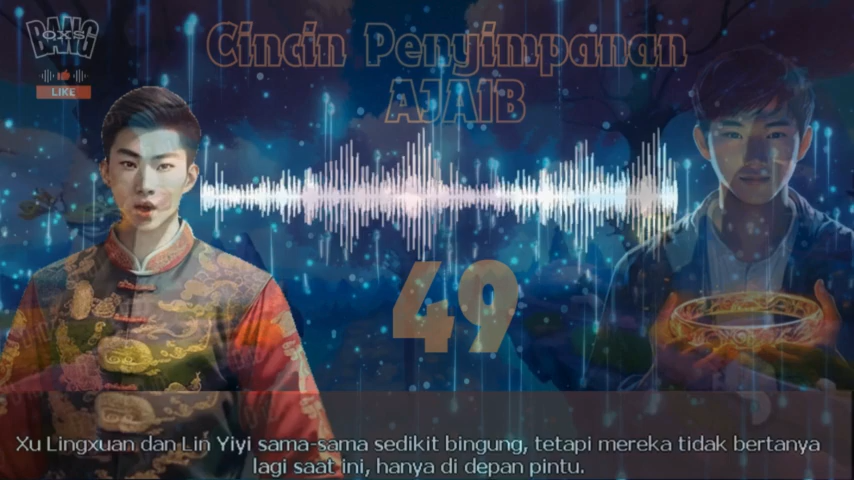 BANG
OXS
LIKE
Cincin Penyimpanan
AJAIB
49
Xu Lingxuan dan Lin Yiyi sama-sama sedikit bingung, tetapi mereka tidak bertanya
lagi saat ini, hanya di depan pintu.